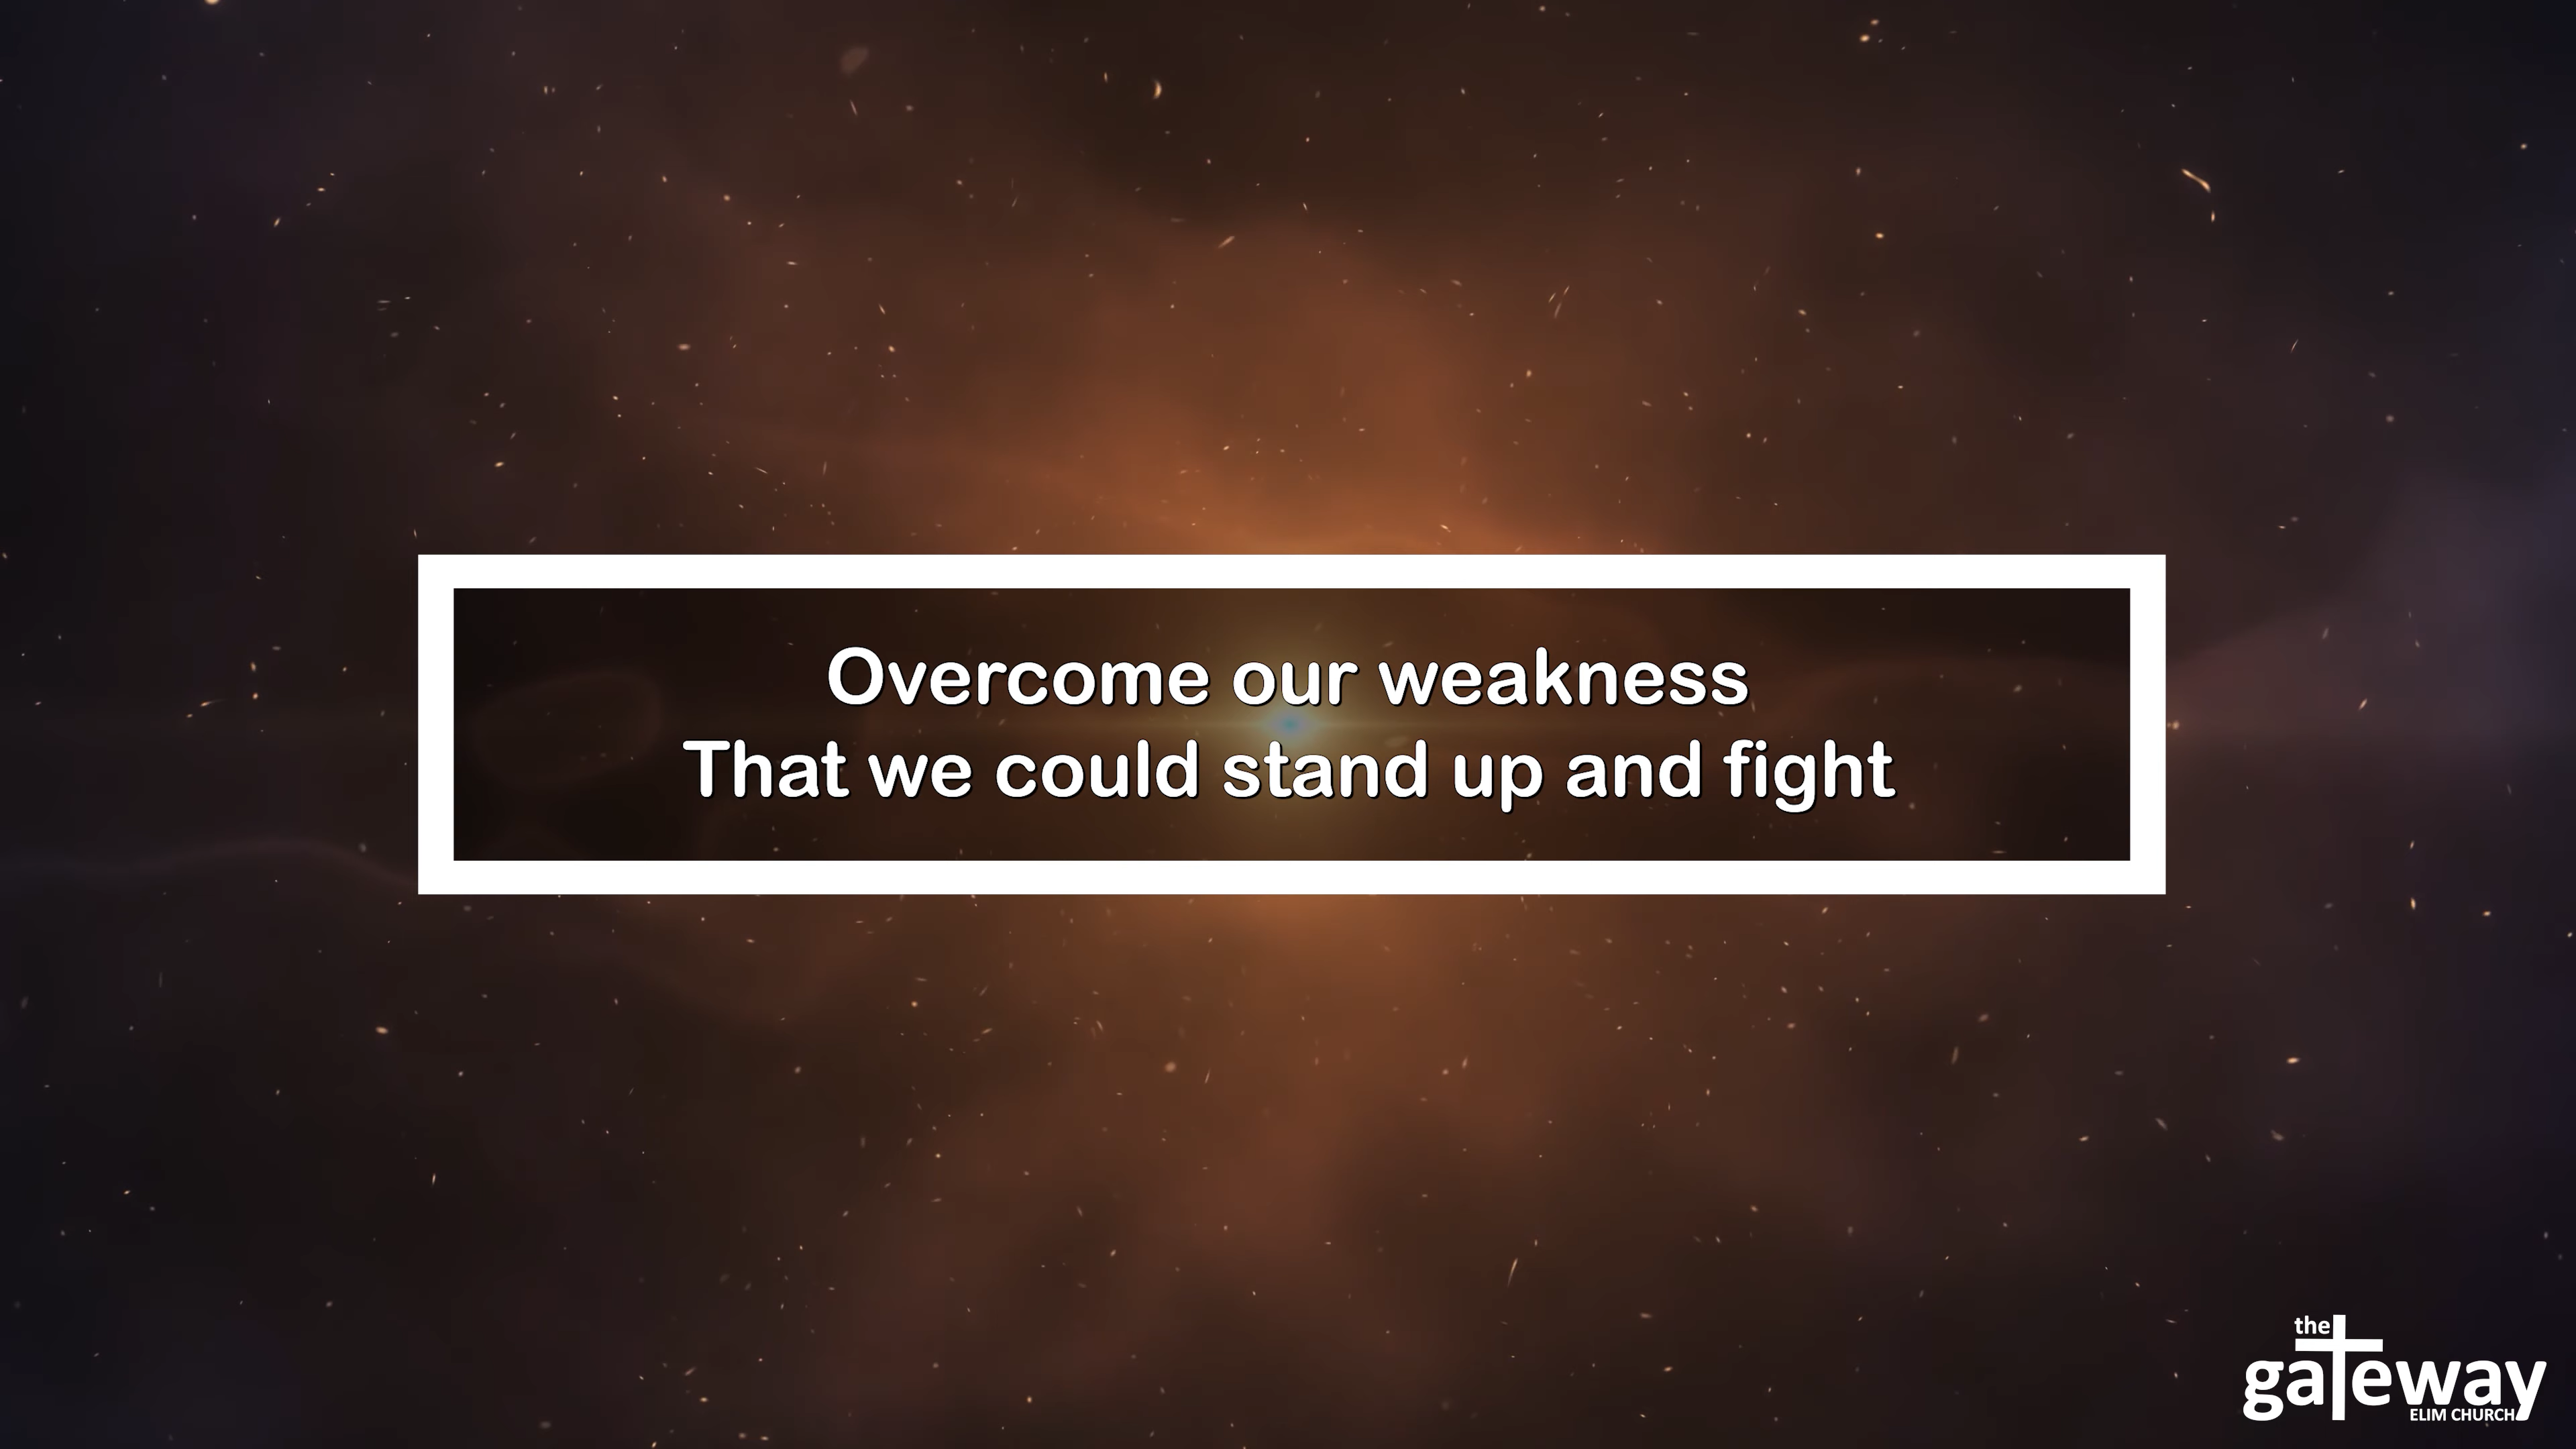 Overcome our weakness
That we could stand up and fight
the
gateway
ELIM CHURCH